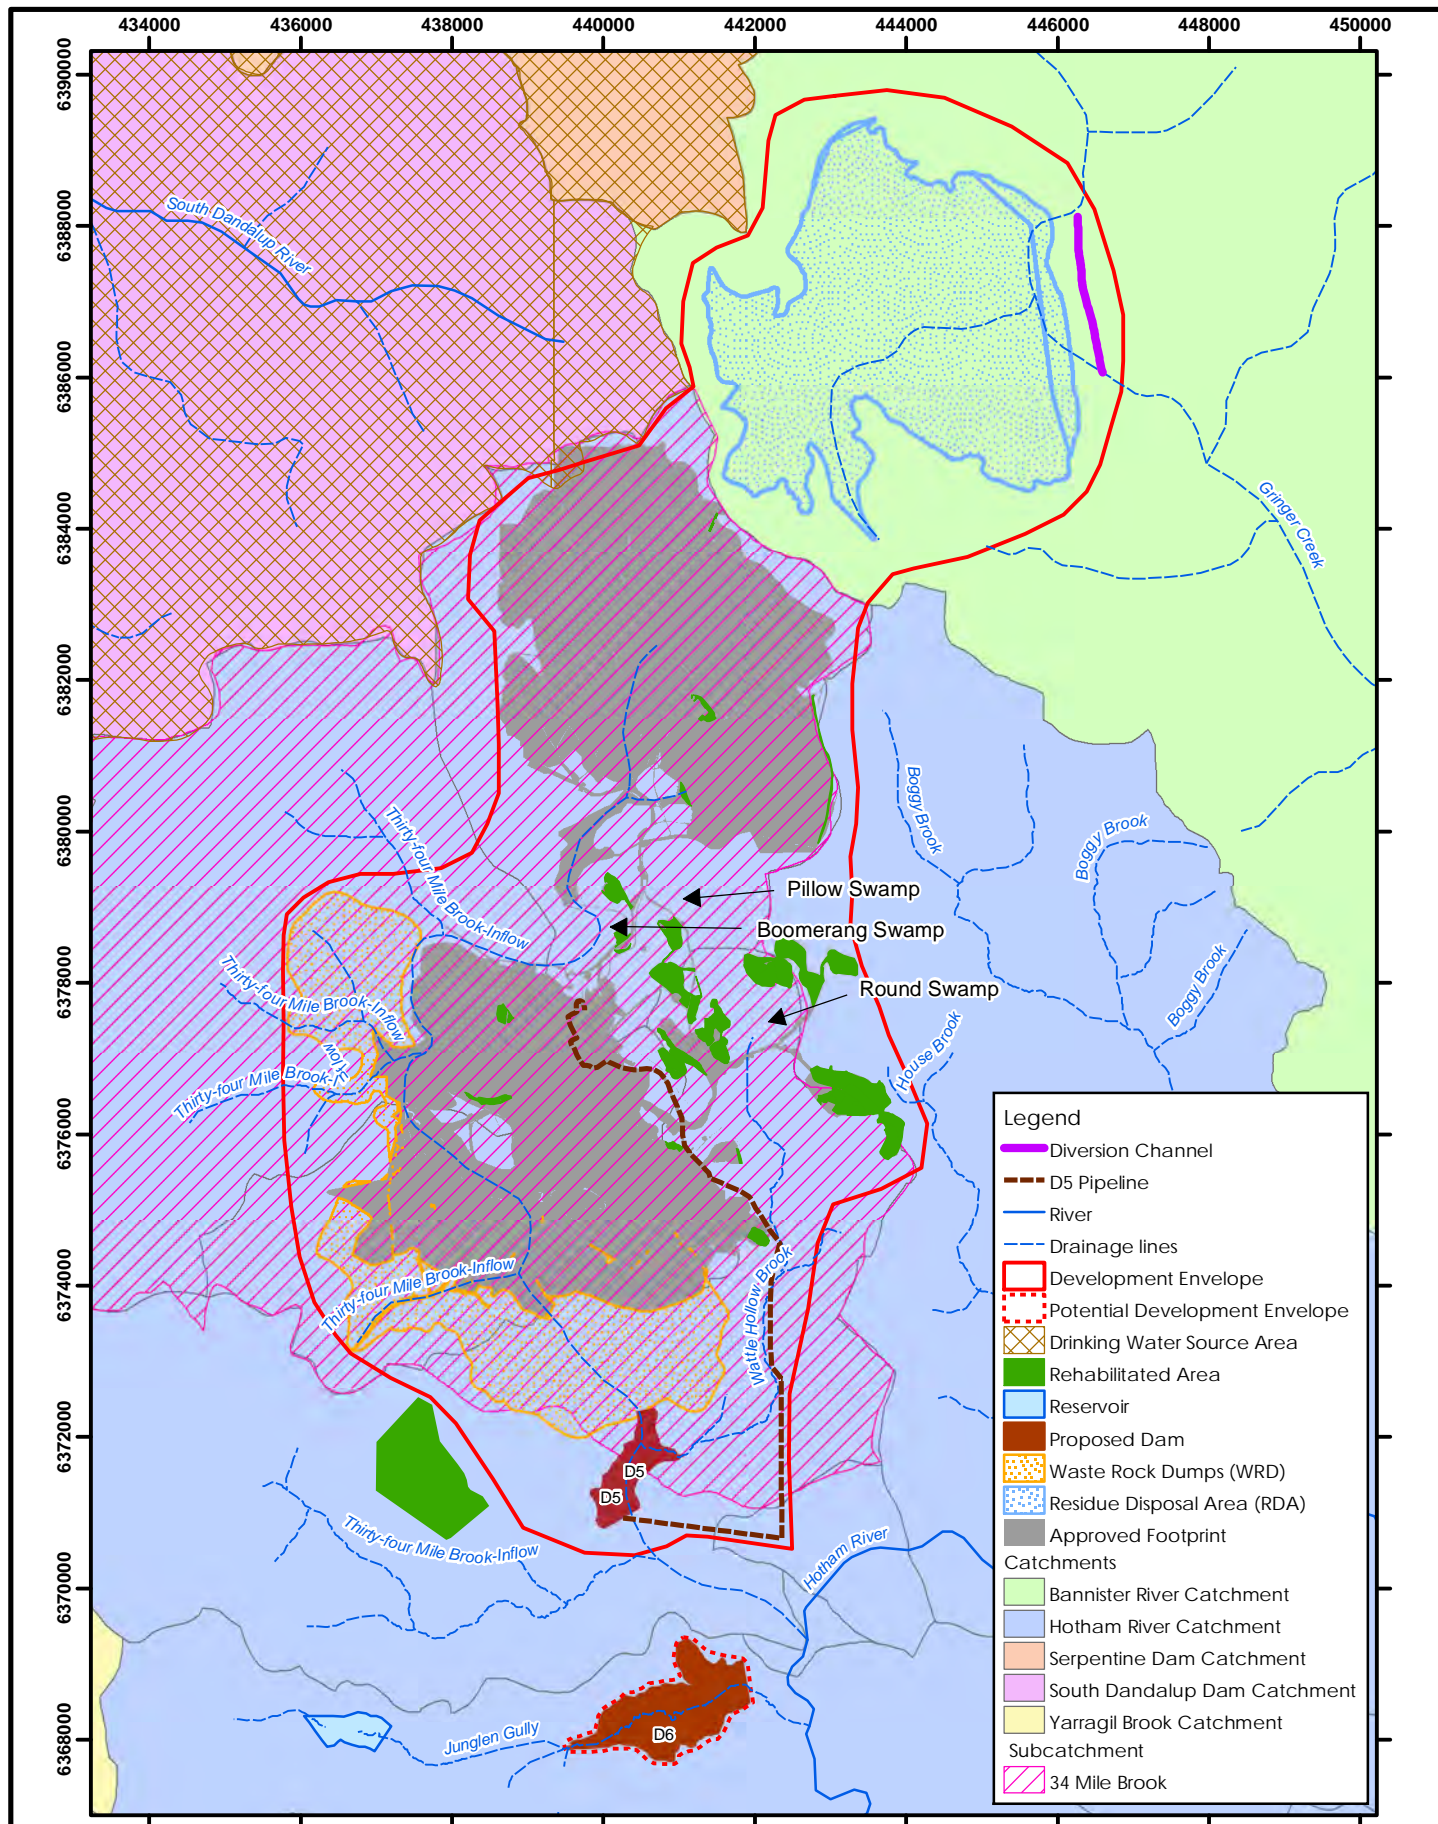 434000
436000
438000
440000
442000
444000
446000
448000
450000
6390000
6388000
6386000
6384000
6382000
6380000
6378000
6376000
6374000
6372000
6370000
6368000
South Dandalup River
Gringer Creek
Boggy Brook
Boggy Brook
Boggy Brook
Thirty-four Mile Brook-Inflow
Pillow Swamp
Boomerang Swamp
Round Swamp
Thirty-four Mile Brook-Inflow
House Brook
Thirty-four Mile Brook-Inflow
Wattle Hollow Brook
Thirty-four Mile Brook-Inflow
D5
D5
Thirty-four Mile Brook-Inflow
Hotham River
D6
Junglen Gully
Legend
Diversion Channel
D5 Pipeline
River
Drainage lines
Development Envelope
Potential Development Envelope
Drinking Water Source Area
Rehabilitated Area
Reservoir
Proposed Dam
Waste Rock Dumps (WRD)
Residue Disposal Area (RDA)
Approved Footprint
Catchments
Bannister River Catchment
Hotham River Catchment
Serpentine Dam Catchment
South Dandalup Dam Catchment
Yarragil Brook Catchment
Subcatchment
34 Mile Brook